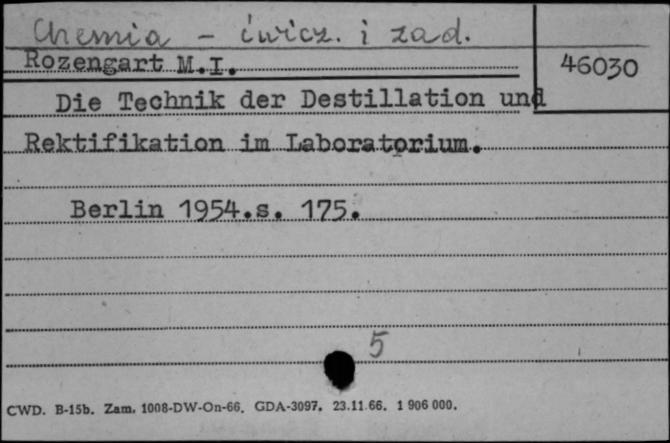 Chemia - ćwicz. i zad.
Rozengart M.I.
46030
Die Technik der Destillation und
Rektifikation im Laboratorium.
Berlin 1954.s. 175.
5
CWD. B-15b. Zam. 1008-DW-On-66. GDA-3097. 23.11.66. 1 906 000.